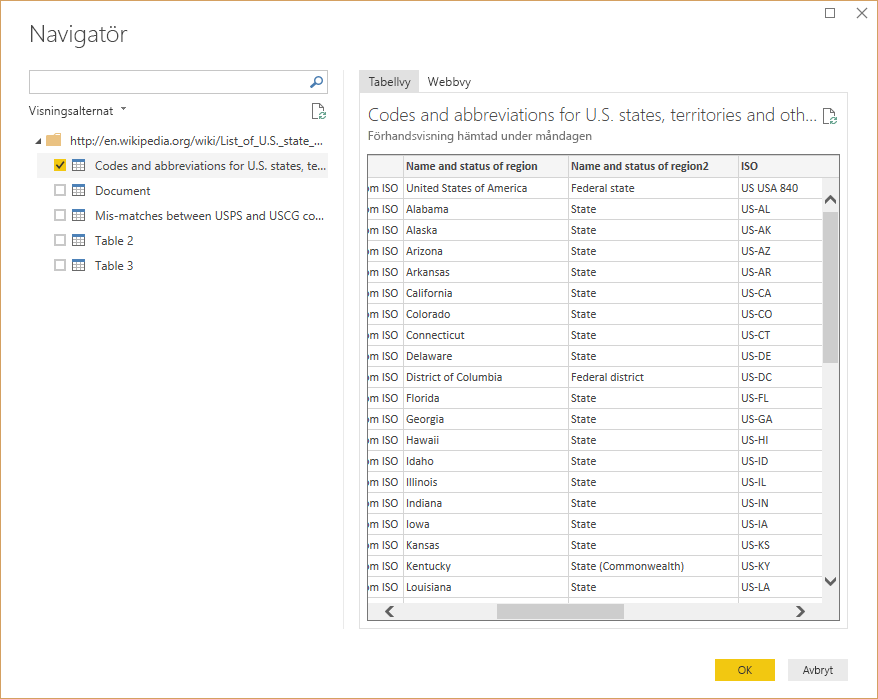 Navigatör
Visningsalternat
http://en.wikipedia.org/wiki/List_of_U.S._state_...
Codes and abbreviations for U.S. states, te...
Document
Mis-matches between USPS and USCG co...
Table 2
Table 3
Tabellvy Webbvy
Codes and abbreviations for U.S. states, territories and oth...
Förhandsvisning hämtad under måndagen
Name and status of region Name and status of region2 ISO
om ISO United States of America Federal state US USA 840
om ISO Alabama State US-AL
om ISO Alaska State US-AK
om ISO Arizona State US-AZ
om ISO Arkansas State US-AR
om ISO California State US-CA
om ISO Colorado State US-CO
om ISO Connecticut State US-CT
om ISO Delaware State US-DE
om ISO District of Columbia Federal district US-DC
om ISO Florida State US-FL
om ISO Georgia State US-GA
om ISO Hawaii State US-HI
om ISO Idaho State US-ID
om ISO Illinois State US-IL
om ISO Indiana State US-IN
om ISO Iowa State US-IA
om ISO Kansas State US-KS
om ISO Kentucky State (Commonwealth) US-KY
om ISO Louisiana State US-LA
OK Avbryt